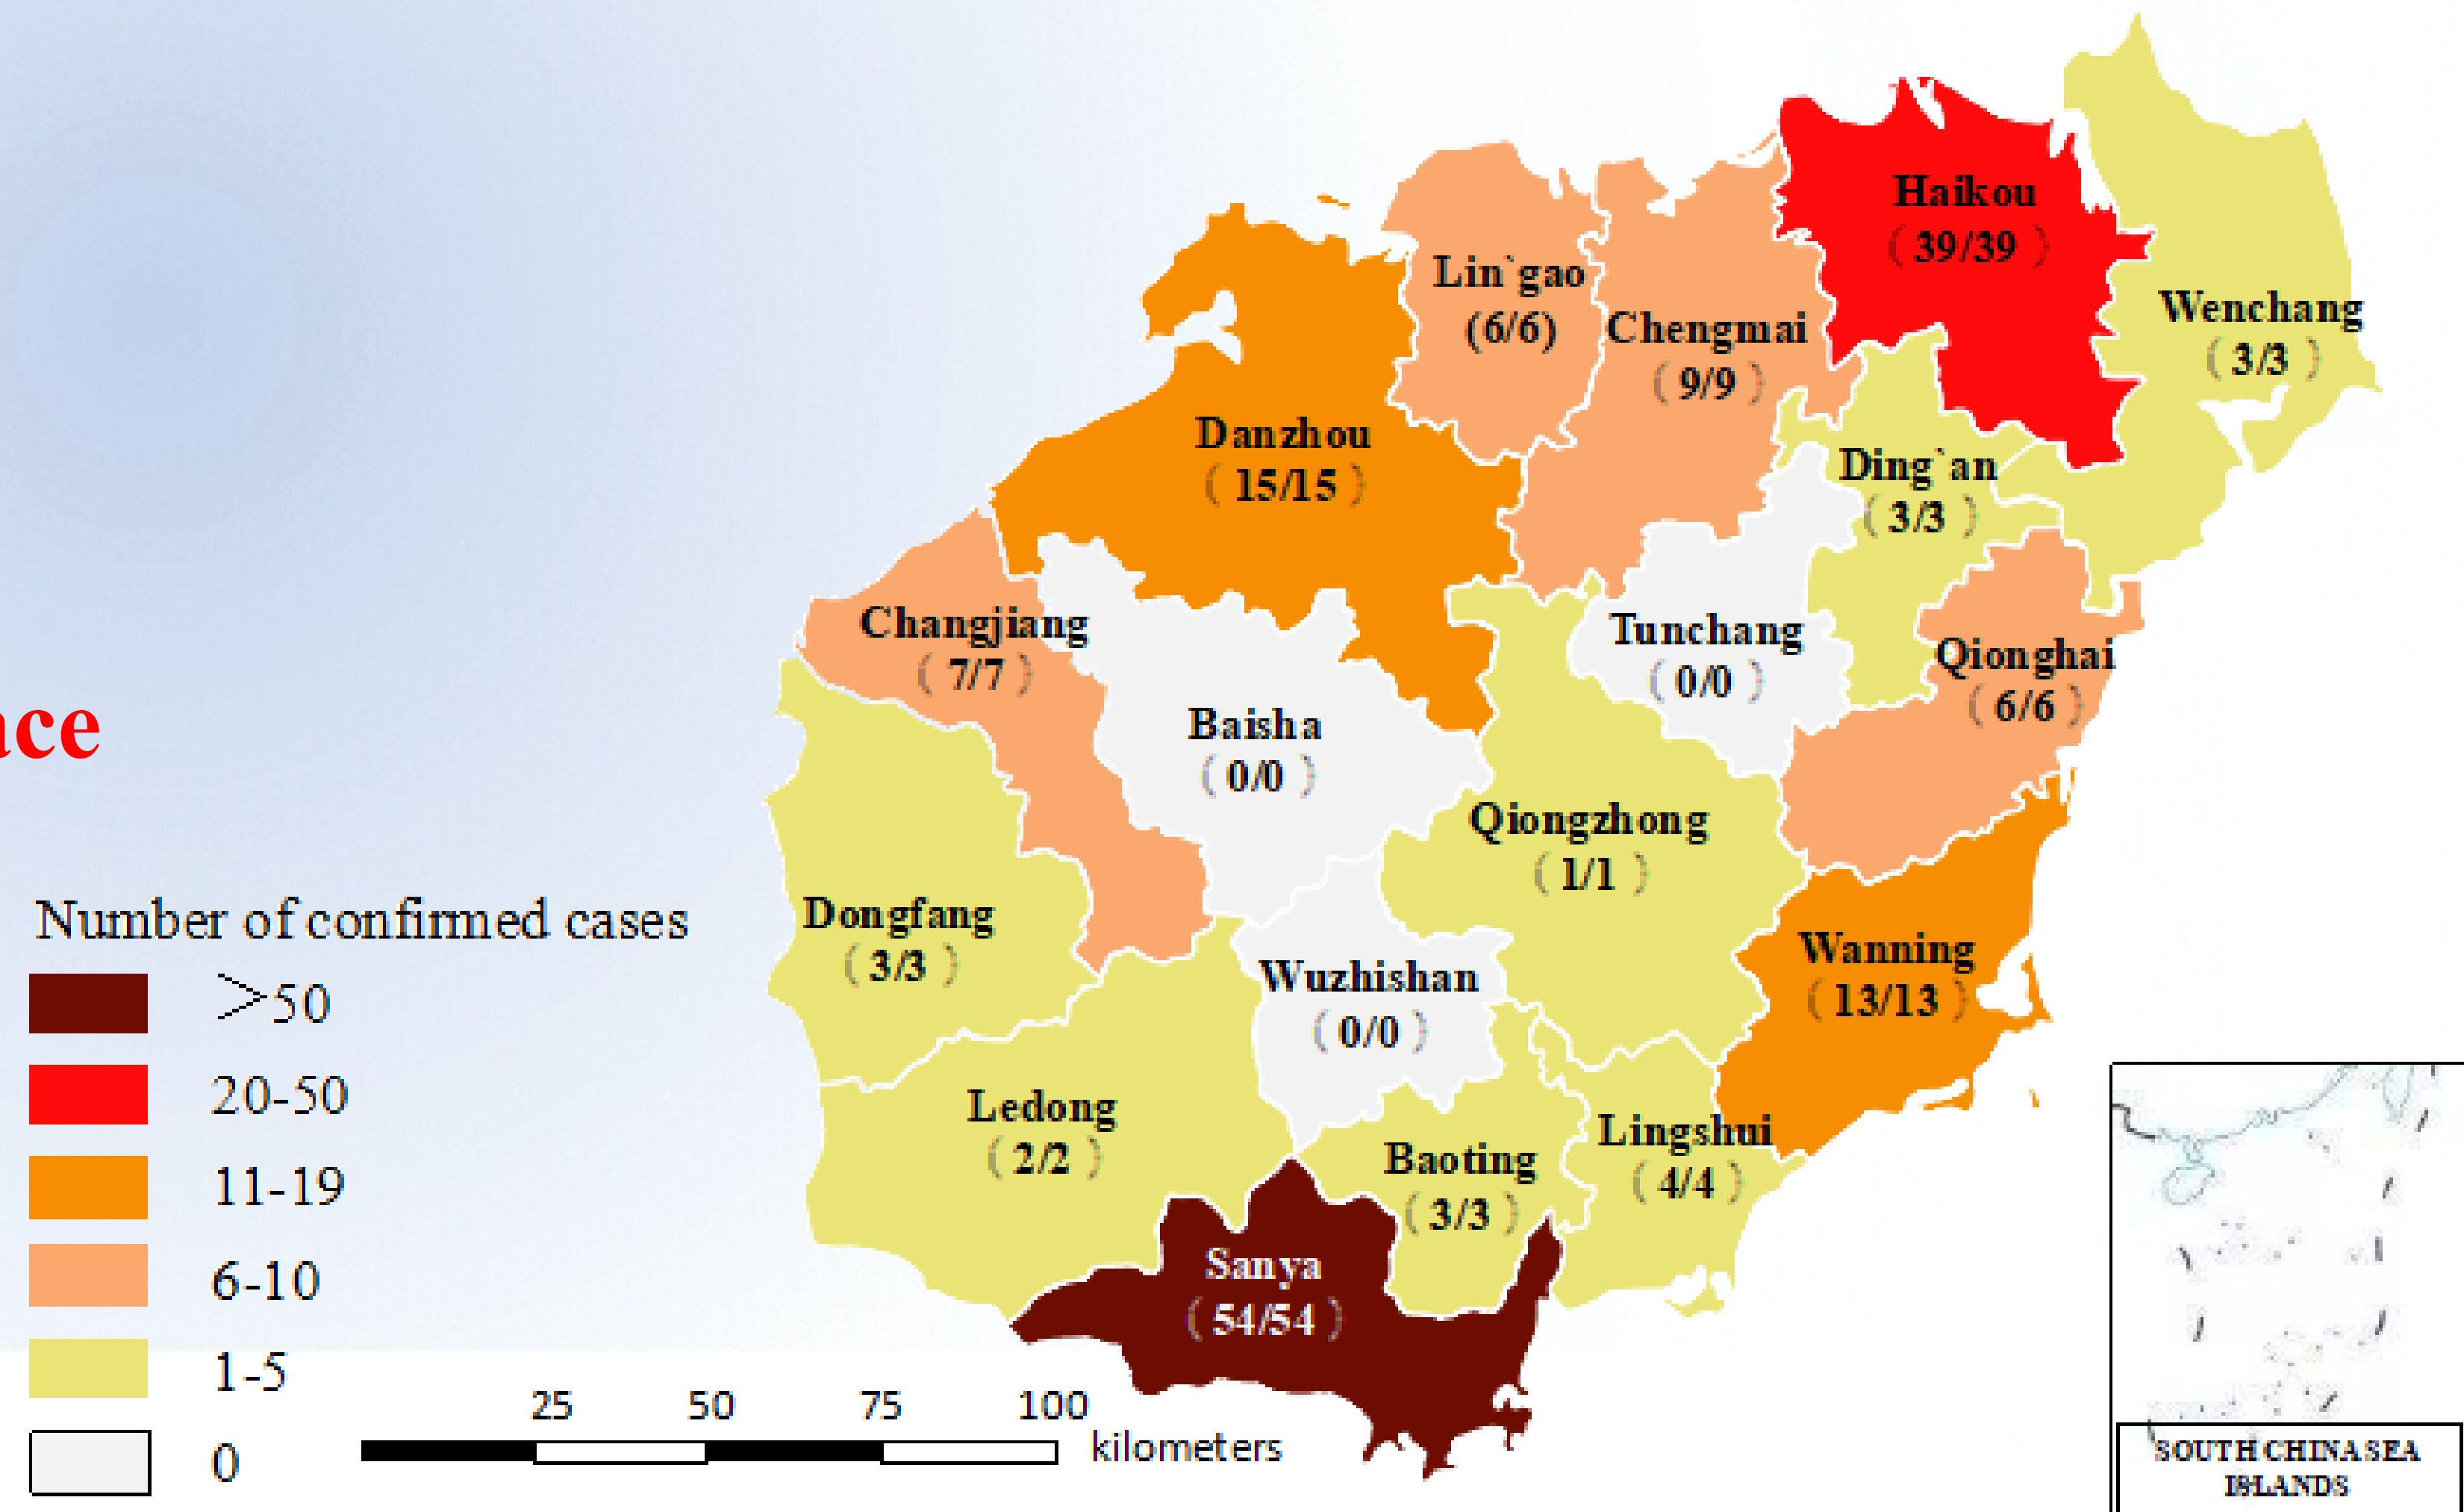 Haikou
( 39/39 )
Lin`gao
(6/6)
Chengmai
( 9/9 )
Wenchang
( 3/3 )
Danzhou
( 15/15 )
Ding`an
( 3/3 )
Changjiang
( 7/7 )
Tunchang
( 0/0 )
Qionghai
( 6/6 )
ace
Baisha
( 0/0 )
Qiongzhong
( 1/1 )
Dongfang
( 3/3 )
Wanning
( 13/13 )
Wuzhishan
( 0/0 )
Ledong
( 2/2 )
Baoting
( 3/3 )
Lingshui
( 4/4 )
Sanya
( 54/54 )
Number of confirmed cases
>50
20-50
11-19
6-10
1-5
0
25 50 75 100
kilometers
SOUTH CHINA SEA
ISLANDS